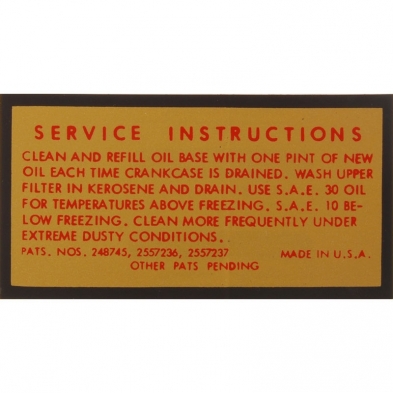 SERVICE INSTRUCTIONS
CLEAN AND REFILL OIL BASE WITH ONE PINT OF NEW
OIL EACH TIME CRANKCASE IS DRAINED. WASH UPPER
FILTER IN KEROSENE AND DRAIN. USE S.A.E. 30 OIL
FOR TEMPERATURES ABOVE FREEZING. S.A.E. 10 BE-
LOW FREEZING. CLEAN MORE FREQUENTLY UNDER
EXTREME DUSTY CONDITIONS.
PATS. NOS. 248745, 2557236, 2557237 MADE IN U.S.A.
OTHER PATS PENDING